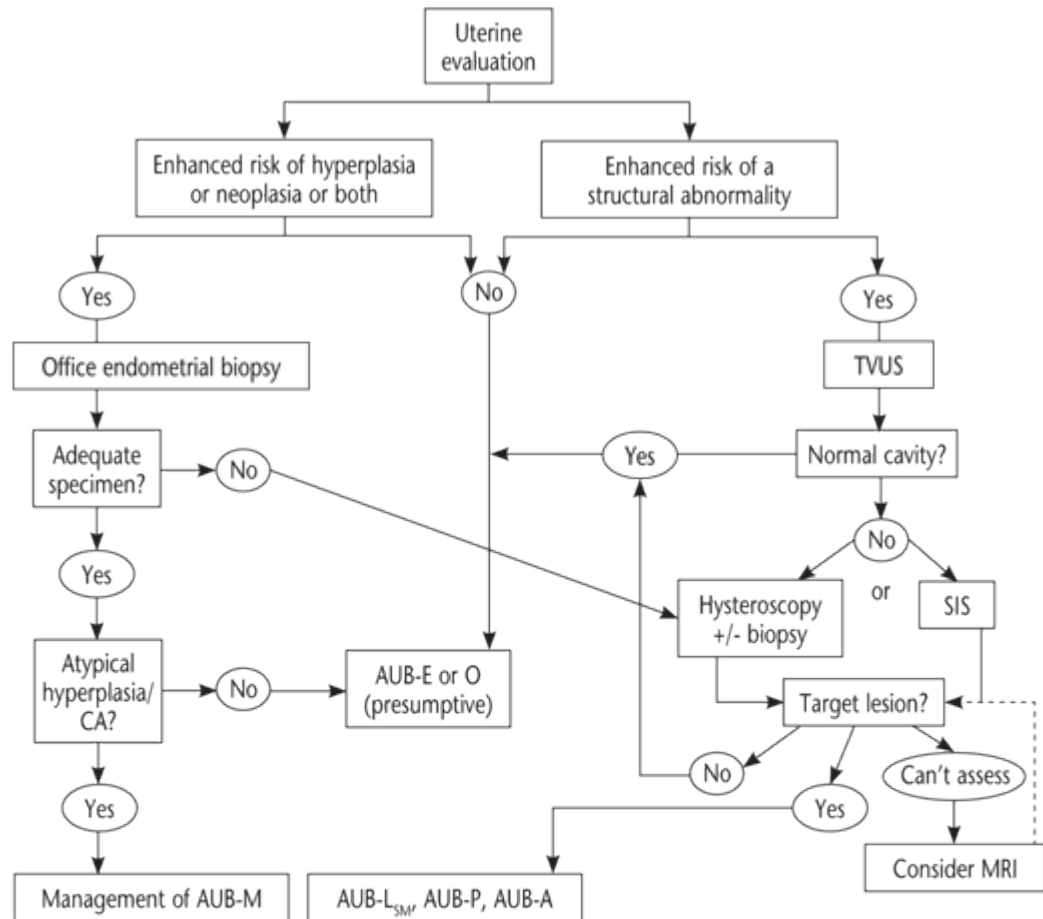 Uterine
evaluation
Enhanced risk of hyperplasia
or neoplasia or both
Enhanced risk of a
structural abnormality
Yes
No
Yes
Office endometrial biopsy
TVUS
Adequate
specimen?
No
Yes
Normal cavity?
Yes
No
Hysteroscopy
+/- biopsy
or
SIS
Atypical
hyperplasia/
CA?
No
AUB-E or O
(presumptive)
Target lesion?
No
Yes
Can't assess
Yes
Consider MRI
Management of AUB-M
AUB-LSM, AUB-P, AUB-A